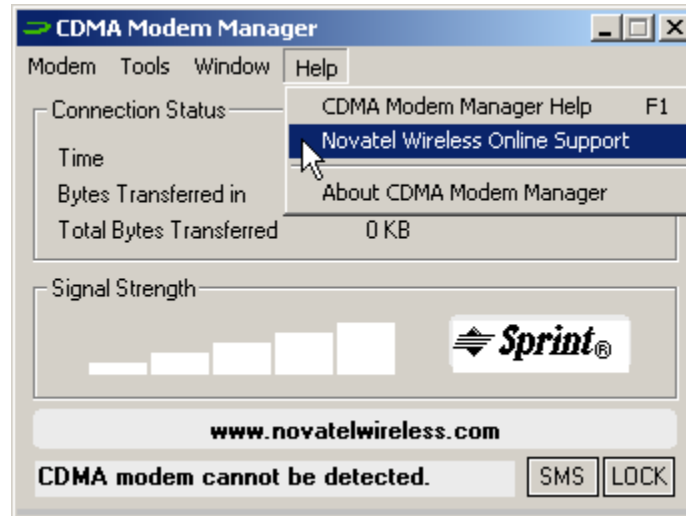 CDMA Modem Manager
Modem Tools Window Help
CDMA Modem Manager Help F1
Novatel Wireless Online Support
About CDMA Modem Manager
Connection Status
Time
Bytes Transferred in
Total Bytes Transferred 0 KB
Signal Strength
Sprint®
www.novatelwireless.com
CDMA modem cannot be detected. SMS LOCK